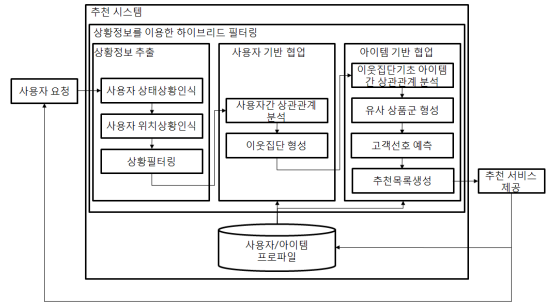 추천 시스템
상황정보를 이용한 하이브리드 필터링
상황정보 추출
사용자 기반 협업
아이템 기반 협업
사용자 요청
사용자 상태상황인식
사용자 위치상황인식
상황필터링
사용자간 상관관계
분석
이웃집단 형성
이웃집단기초 아이템
간 상관관계 분석
유사 상품군 형성
고객선호 예측
추천목록생성
추천 서비스
제공
사용자/아이템
프로파일